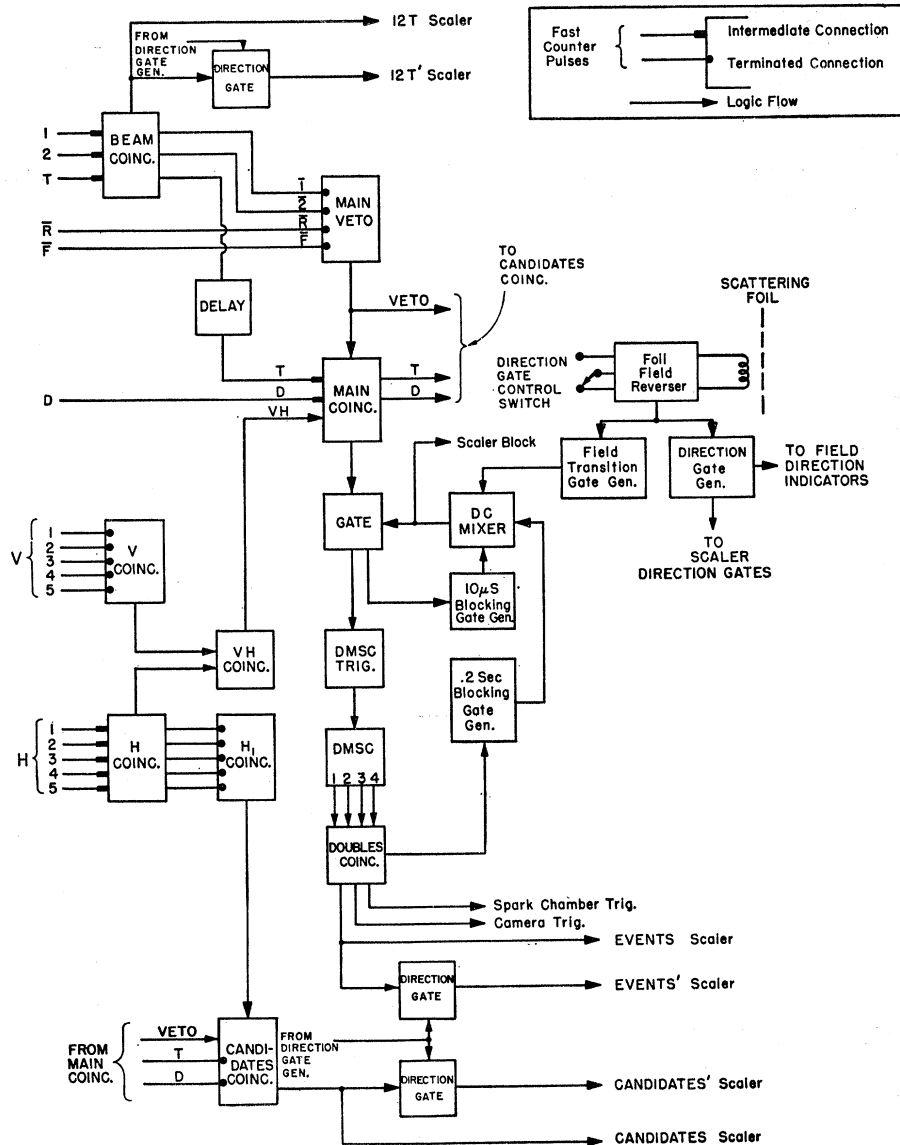 12T Scaler
FROM
DIRECTION
GATE
GEN.
DIRECTION
GATE
12T' Scaler
Fast
Counter
Pulses
Intermediate Connection
Terminated Connection
Logic Flow
1
2
T
BEAM
COINC.
R̅
F̅
1̅
2̅
R̅
F̅
MAIN
VETO
DELAY
VETO
TO
CANDIDATES
COINC.
SCATTERING
FOIL
DIRECTION
GATE
CONTROL
SWITCH
Foil
Field
Reverser
D
T
D
VH
MAIN
COINC.
T
D
Scaler Block
Field
Transition
Gate Gen.
DIRECTION
Gate
Gen.
TO FIELD
DIRECTION
INDICATORS
GATE
DC
MIXER
TO
SCALER
DIRECTION GATES
V
1
2
3
4
5
V
COINC.
10μS
Blocking
Gate Gen.
VH
COINC.
DMSC
TRIG.
.2 Sec
Blocking
Gate
Gen.
H
1
2
3
4
5
H
COINC.
H₁
COINC.
DMSC
1 2 3 4
DOUBLES
COINC.
Spark Chamber Trig.
Camera Trig.
EVENTS Scaler
DIRECTION
GATE
EVENTS' Scaler
FROM
MAIN
COINC.
VETO
T
D
CANDI-
DATES
COINC.
FROM
DIRECTION
GATE
GEN.
DIRECTION
GATE
CANDIDATES' Scaler
CANDIDATES Scaler